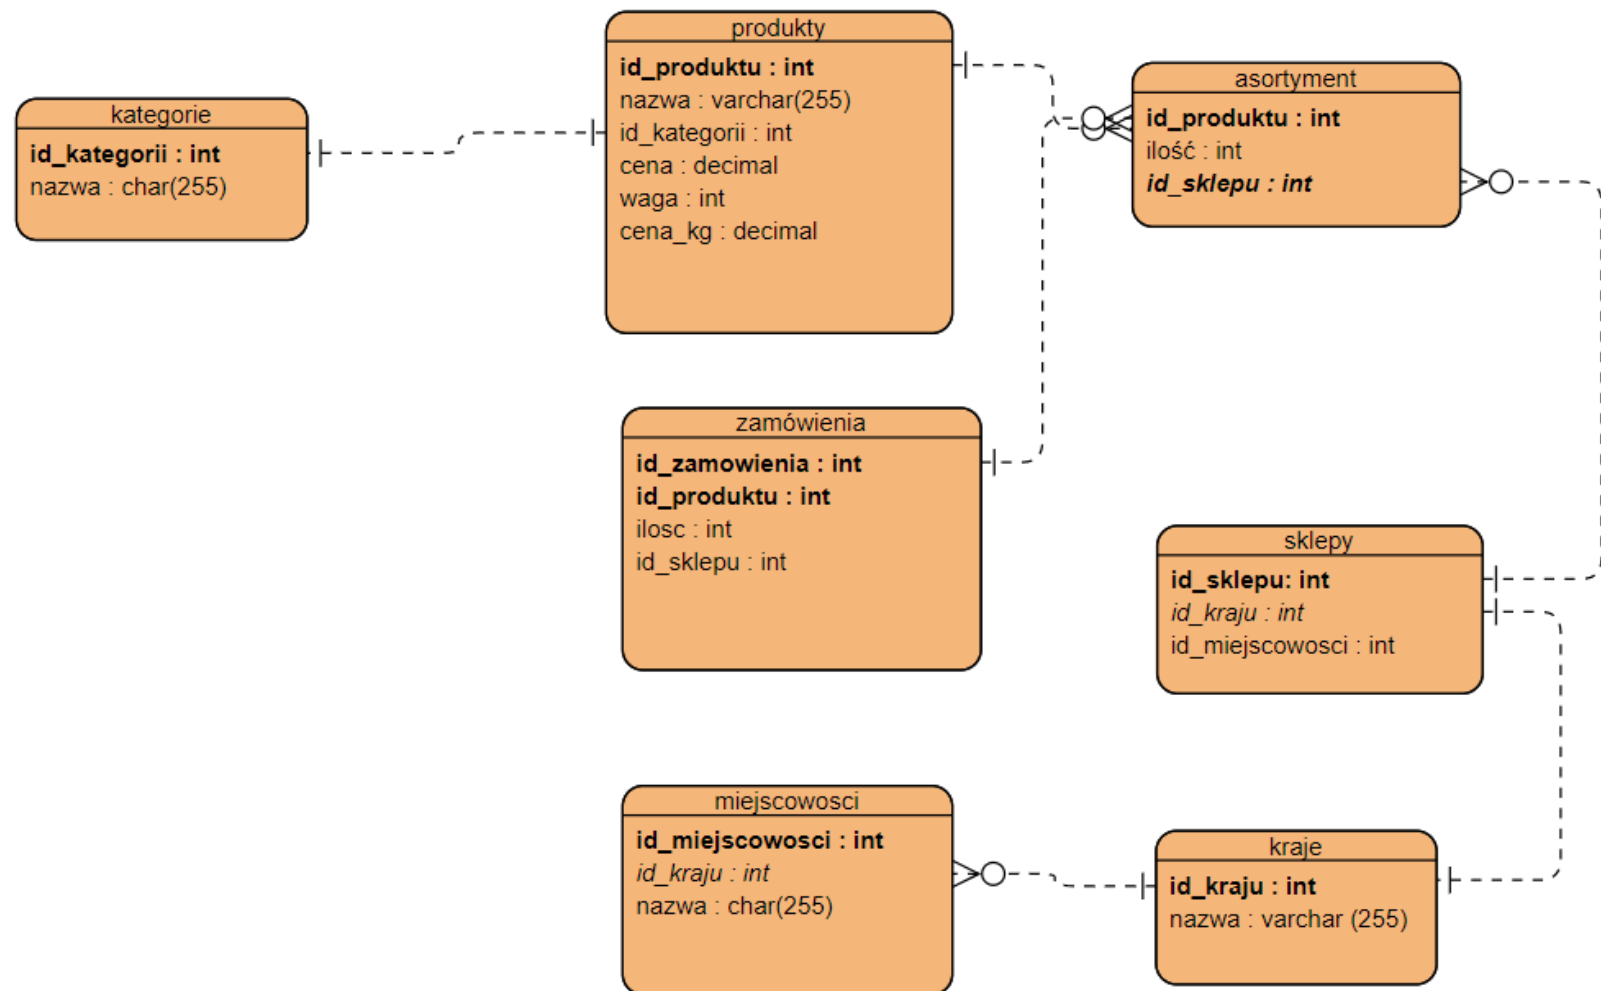 produkty
id_produktu : int
nazwa : varchar(255)
id_kategorii : int
cena : decimal
waga : int
cena_kg : decimal
kategorie
id_kategorii : int
nazwa : char(255)
asortyment
id_produktu : int
ilość : int
id_sklepu : int
zamówienia
id_zamowienia : int
id_produktu : int
ilosc : int
id_sklepu : int
sklepy
id_sklepu: int
id_kraju : int
id_miejscowosci : int
miejscowosci
id_miejscowosci : int
id_kraju : int
nazwa : char(255)
kraje
id_kraju : int
nazwa : varchar (255)